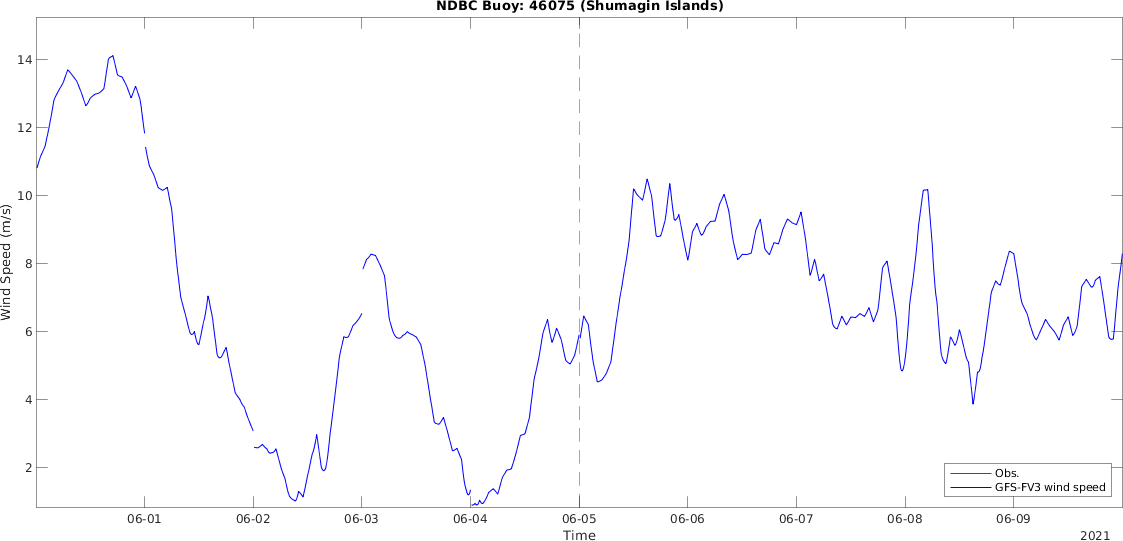 NDBC Buoy: 46075 (Shumagin Islands)
14
12
10
8
6
4
2
Wind Speed (m/s)
Obs.
GFS-FV3 wind speed
06-01 06-02 06-03 06-04 06-05 06-06 06-07 06-08 06-09
Time
2021